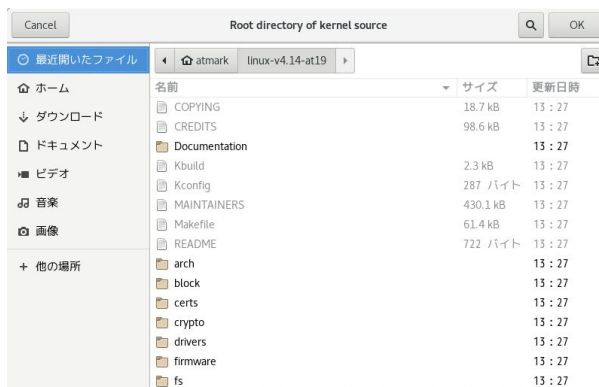 Cancel
Root directory of kernel source
OK
最近開いたファイル
atmark
linux-v4.14-at19
ホーム
ダウンロード
ドキュメント
ビデオ
音楽
画像
+ 他の場所
名前 サイズ 更新日時
COPYING 18.7 kB 13：27
CREDITS 98.6 kB 13：27
Documentation 13：27
Kbuild 2.3 kB 13：27
Kconfig 287 バイト 13：27
MAINTAINERS 430.1 kB 13：27
Makefile 61.4 kB 13：27
README 722 バイト 13：27
arch 13：27
block 13：27
certs 13：27
crypto 13：27
drivers 13：27
firmware 13：27
fs 13：27